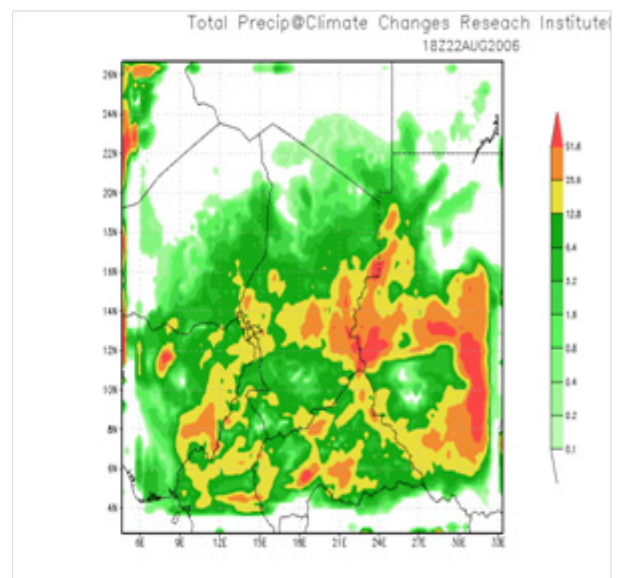 Total Precip@Climate Changes Reseach Institute(
18Z22AUG2006
26N
24N
22N
20N
18N
16N
14N
12N
10N
8N
6N
4N
6E 9E 12E 15E 18E 21E 24E 27E 30E 33E
51.6
25.6
12.8
6.4
3.2
1.6
0.8
0.4
0.2
0.1